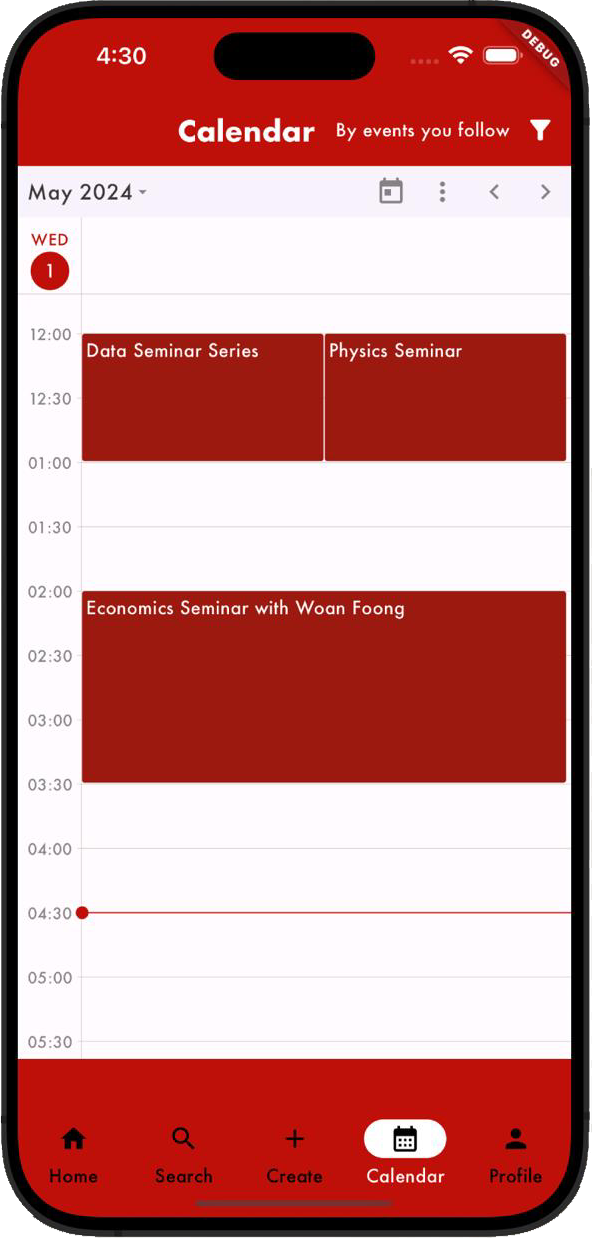 4:30
DEBUG
Calendar By events you follow
May 2024
WED
1
12:00
Data Seminar Series Physics Seminar
12:30
01:00
01:30
02:00
Economics Seminar with Woan Foong
02:30
03:00
03:30
04:00
04:30
05:00
05:30
Home Search Create Calendar Profile